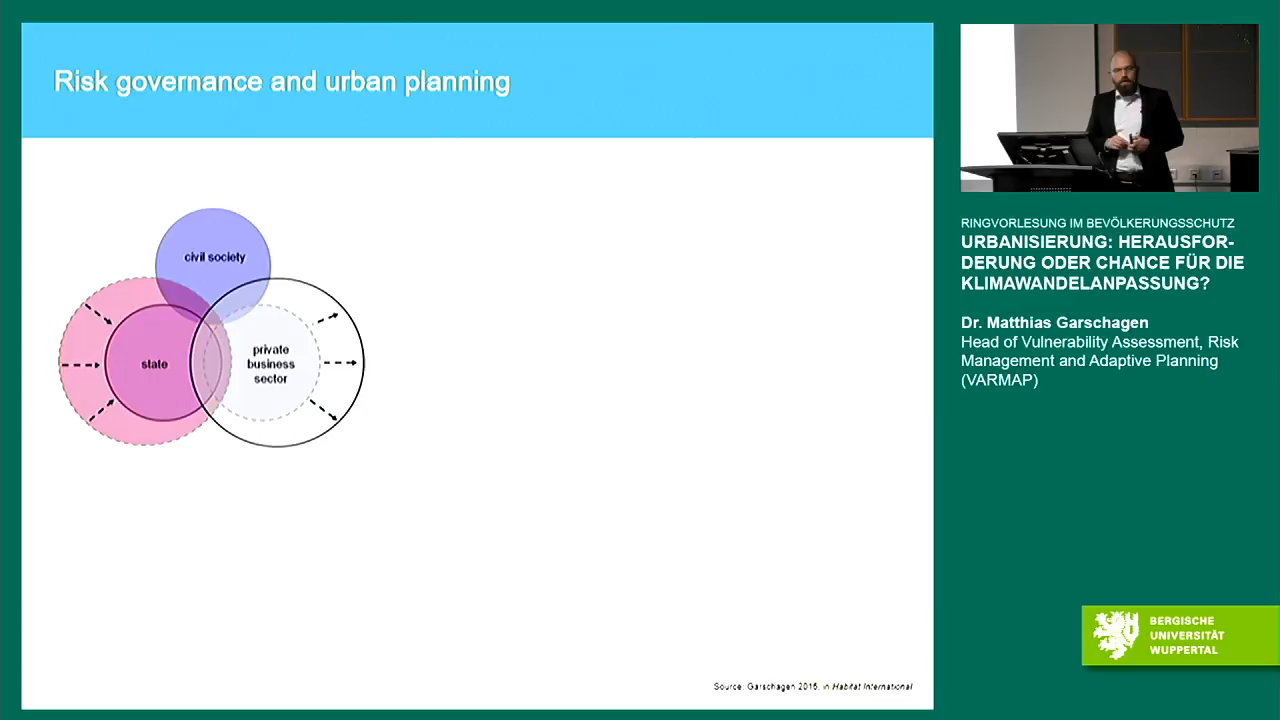 Risk governance and urban planning
civil society
state
private
business
sector
Source: Garschagen 2015, in Habitat International
RINGVORLESUNG IM BEVÖLKERUNGSSCHUTZ
URBANISIERUNG: HERAUSFOR-
DERUNG ODER CHANCE FÜR DIE
KLIMAWANDELANPASSUNG?
Dr. Matthias Garschagen
Head of Vulnerability Assessment, Risk
Management and Adaptive Planning
(VARMAP)
BERGISCHE
UNIVERSITÄT
WUPPERTAL